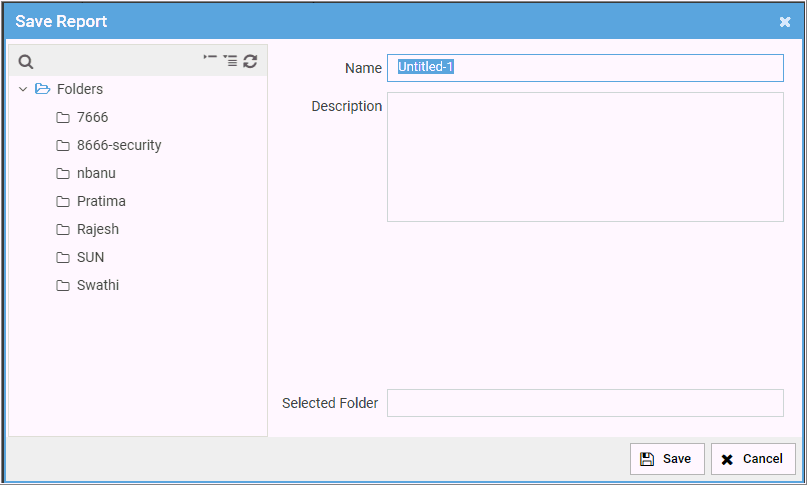 Save Report
Folders
7666
8666-security
nbanu
Pratima
Rajesh
SUN
Swathi
Name Untitled-1
Description
Selected Folder
Save Cancel